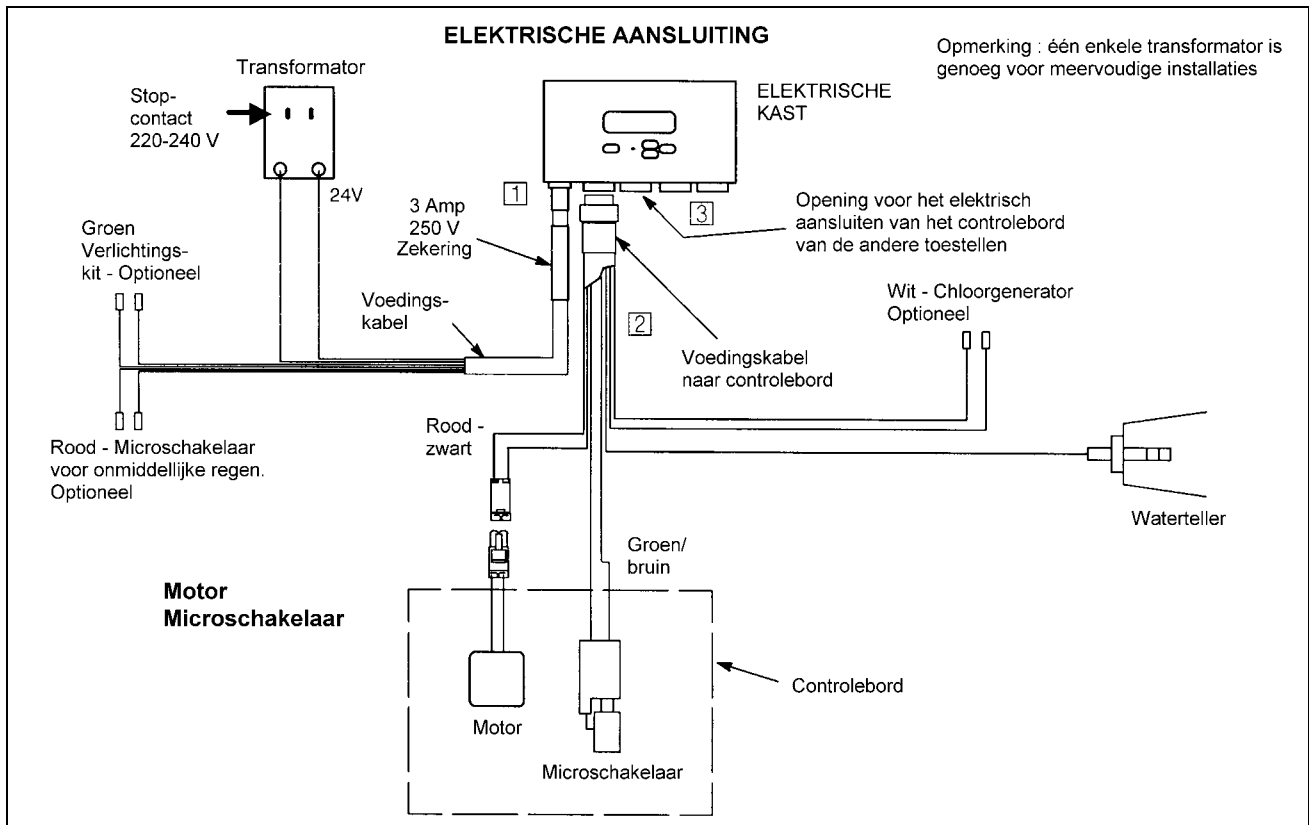 ELEKTRISCHE AANSLUITING
Opmerking : één enkele transformator is
genoeg voor meervoudige installaties
Transformator
Stop-
contact
220-240 V
24V
ELEKTRISCHE
KAST
1
3 Amp
250 V
Zekering
3
Opening voor het elektrisch
aansluiten van het controlebord
van de andere toestellen
Groen
Verlichtings-
kit - Optioneel
Voedings-
kabel
2
Voedingskabel
naar controlebord
Wit - Chloorgenerator
Optioneel
Rood - Microschakelaar
voor onmiddellijke regen.
Optioneel
Rood -
zwart
Waterteller
Groen/
bruin
Motor
Microschakelaar
Controlebord
Motor
Microschakelaar